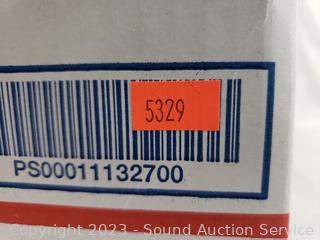 5329
PS00011132700
Copyright © 2023 - Sound Auction Service